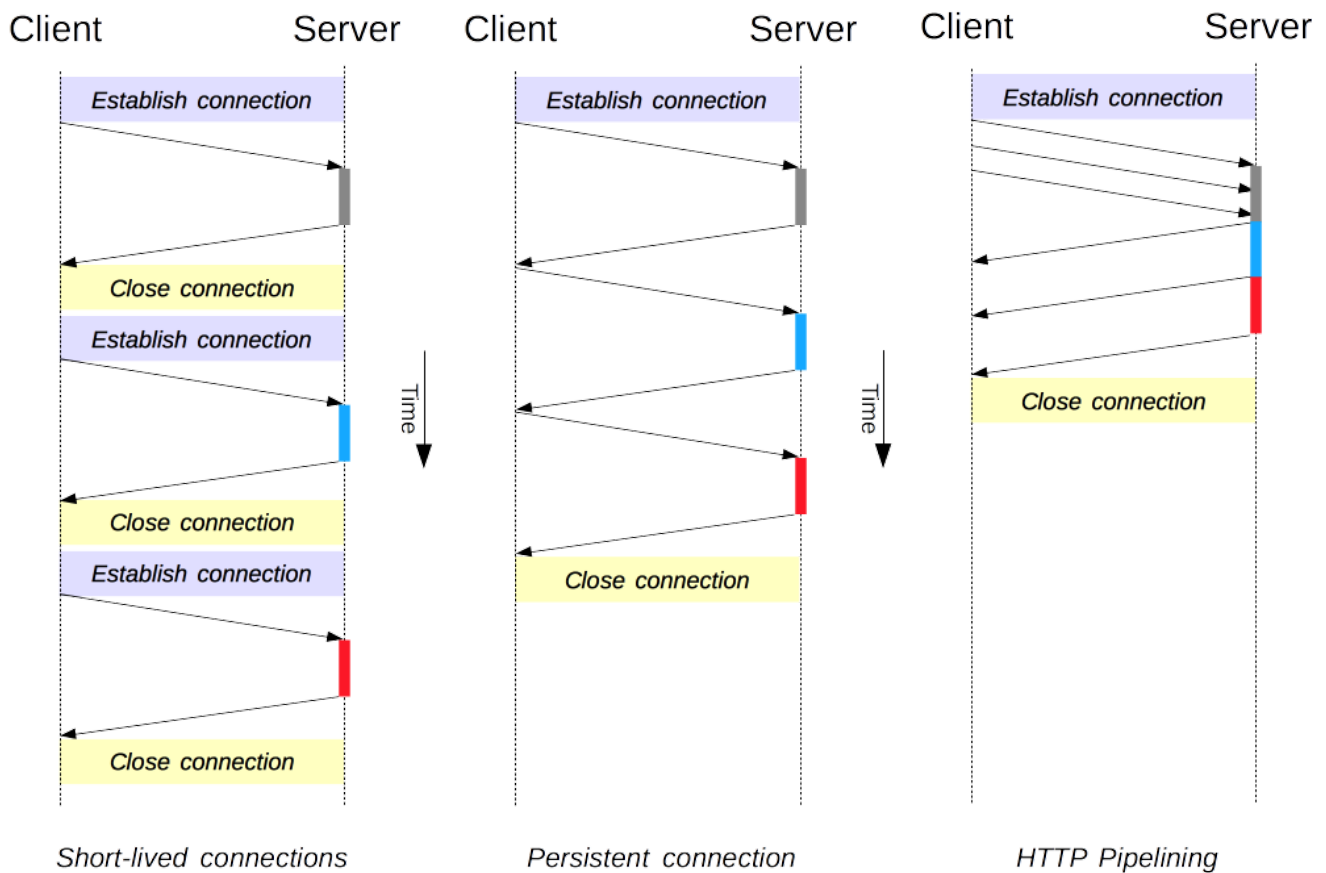 Client Server
Establish connection
Close connection
Establish connection
Close connection
Establish connection
Close connection
Short-lived connections
Time
Client Server
Establish connection
Close connection
Persistent connection
Time
Client Server
Establish connection
Close connection
HTTP Pipelining